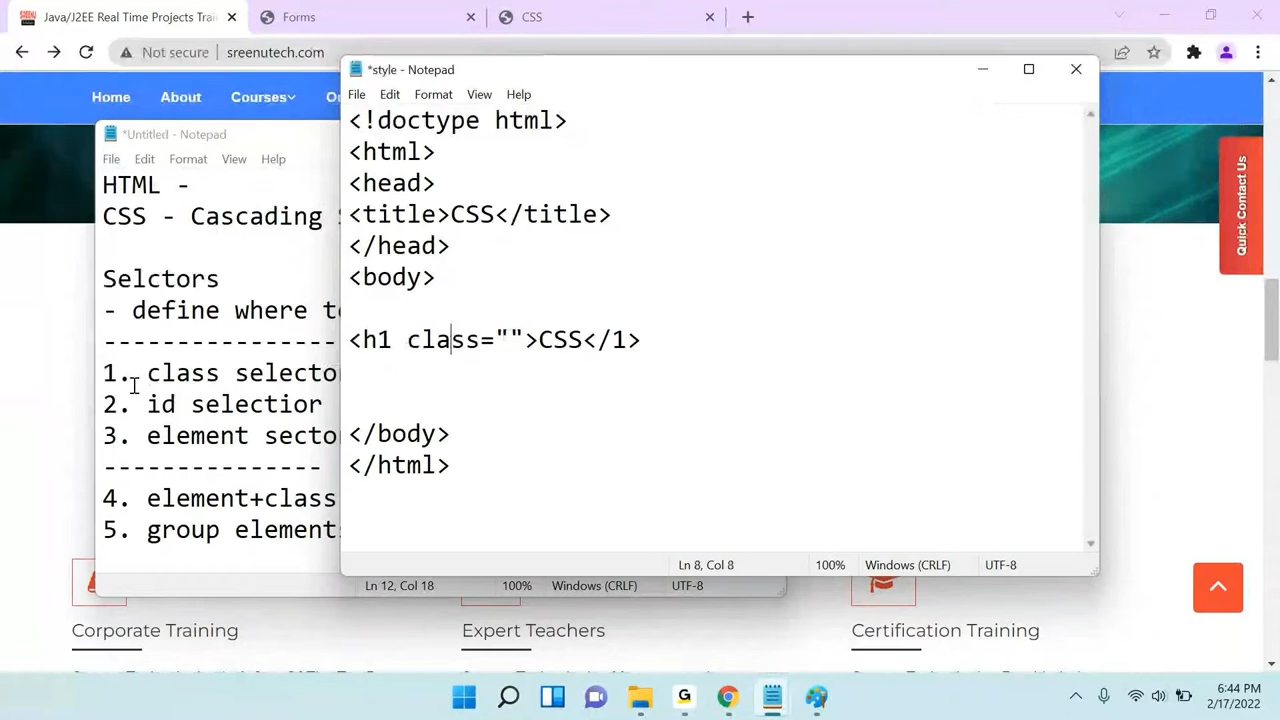 Java/J2EE Real Time Projects Trai
Forms
CSS
Not secure
sreenutech.com
Home
About
Courses
*Untitled - Notepad
File
Edit
Format
View
Help
HTML -
CSS - Cascading
Selctors
- define where
----------------
1. class selecto
2. id selectior
3. element secto
---------------
4. element+class
5. group element
Ln 12, Col 18
100%
Windows (CRLF)
UTF-8
*style - Notepad
File
Edit
Format
View
Help
<!doctype html>
<html>
<head>
<title>CSS</title>
</head>
<body>
<h1 class="">CSS</1>
</body>
</html>
Ln 8, Col 8
100%
Windows (CRLF)
UTF-8
Quick Contact Us
Corporate Training
Expert Teachers
Certification Training
G
6:44 PM
2/17/2022